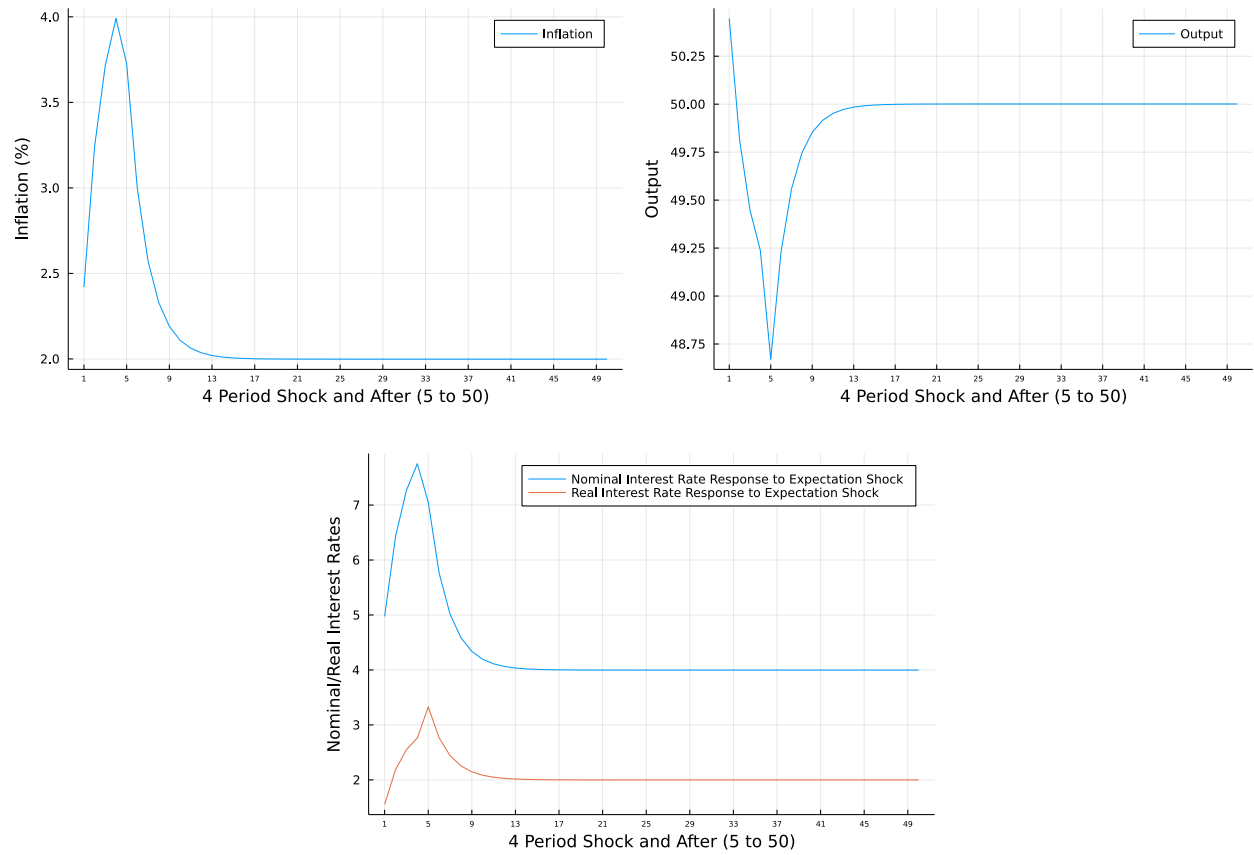 4.0
3.5
3.0
2.5
2.0
Inflation (%)
Inflation
1 5 9 13 17 21 25 29 33 37 41 45 49
4 Period Shock and After (5 to 50)
50.25
50.00
49.75
49.50
49.25
49.00
48.75
Output
Output
1 5 9 13 17 21 25 29 33 37 41 45 49
4 Period Shock and After (5 to 50)
7
6
5
4
3
2
Nominal/Real Interest Rates
Nominal Interest Rate Response to Expectation Shock
Real Interest Rate Response to Expectation Shock
1 5 9 13 17 21 25 29 33 37 41 45 49
4 Period Shock and After (5 to 50)